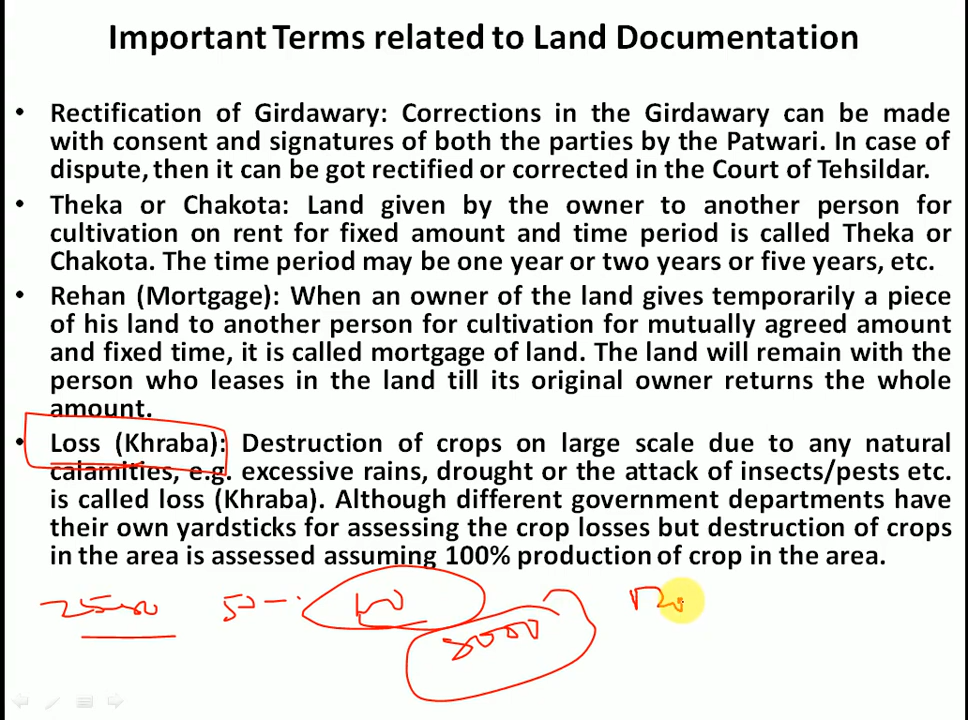 Important Terms related to Land Documentation
• Rectification of Girdawary: Corrections in the Girdawary can be made
with consent and signatures of both the parties by the Patwari. In case of
dispute, then it can be got rectified or corrected in the Court of Tehsildar.
• Theka or Chakota: Land given by the owner to another person for
cultivation on rent for fixed amount and time period is called Theka or
Chakota. The time period may be one year or two years or five years, etc.
• Rehan (Mortgage): When an owner of the land gives temporarily a piece
of his land to another person for cultivation for mutually agreed amount
and fixed time, it is called mortgage of land. The land will remain with the
person who leases in the land till its original owner returns the whole
amount.
• Loss (Khraba): Destruction of crops on large scale due to any natural
calamities, e.g. excessive rains, drought or the attack of insects/pests etc.
is called loss (Khraba). Although different government departments have
their own yardsticks for assessing the crop losses but destruction of crops
in the area is assessed assuming 100% production of crop in the area.
8000